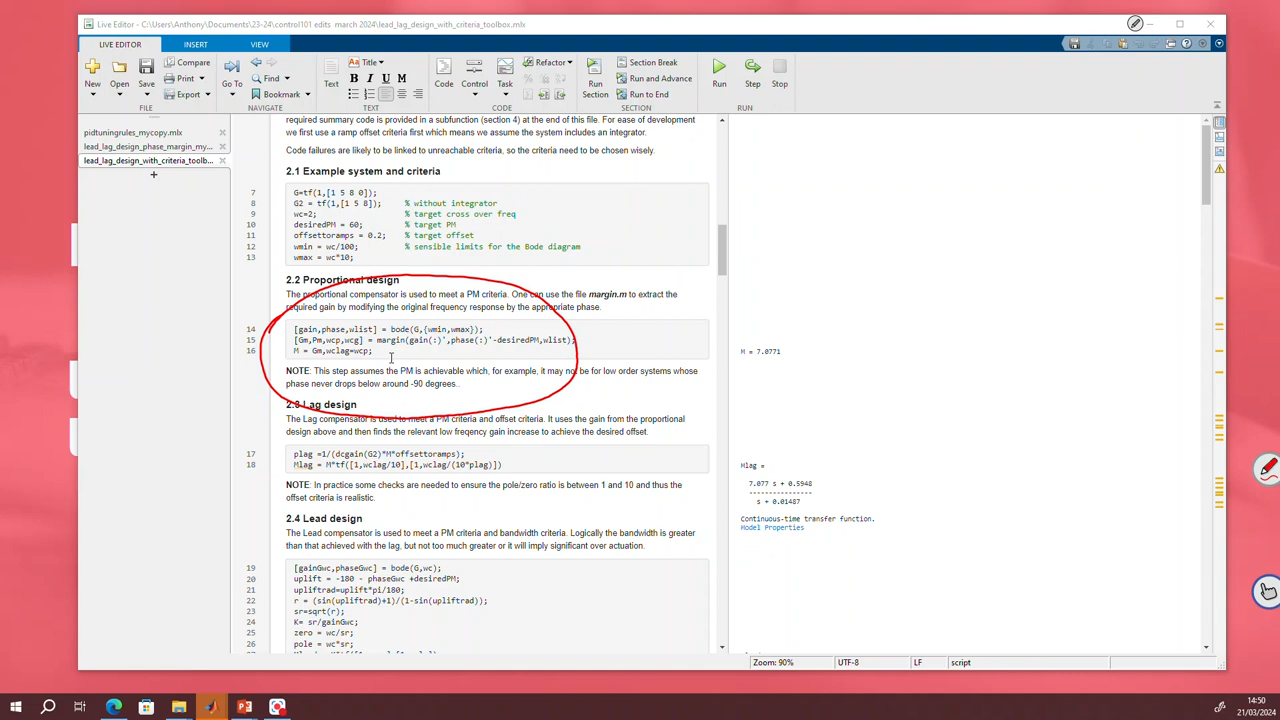 Live Editor - C:\Users\Anthony\Documents\23-24\control101 edits march 2024\lead_lag_design_with_criteria_toolbox.mlx
LIVE EDITOR INSERT VIEW
New Open Save Compare Print Export
Go To Find Bookmark
Text Title B I U M
Code Control Task Refactor
Run Section Section Break Run and Advance Run to End
Run Step Stop
FILE NAVIGATE TEXT CODE SECTION RUN
pidtuningrules_mycopy.mlx
lead_lag_design_phase_margin_my...
lead_lag_design_with_criteria_toolb...
required summary code is provided in a subfunction (section 4) at the end of this file. For ease of development
we first use a ramp offset criteria first which means we assume the system includes an integrator.
Code failures are likely to be linked to unreachable criteria, so the criteria need to be chosen wisely.
2.1 Example system and criteria
7 G=tf(1,[1 5 8 0]);
8 G2 = tf(1,[1 5 8]); % without integrator
9 wc=2; % target cross over freq
10 desiredPM = 60; % target PM
11 offsettoramps = 0.2; % target offset
12 wmin = wc/100; % sensible limits for the Bode diagram
13 wmax = wc*10;
2.2 Proportional design
The proportional compensator is used to meet a PM criteria. One can use the file margin.m to extract the
required gain by modifying the original frequency response by the appropriate phase.
14 [gain,phase,wlist] = bode(G,{wmin,wmax});
15 [Gm,Pm,wcp,wcg] = margin(gain(:)',phase(:)'-desiredPM,wlist);
16 M = Gm,wclag=wcp;
NOTE: This step assumes the PM is achievable which, for example, it may not be for low order systems whose
phase never drops below around -90 degrees..
2.3 Lag design
The Lag compensator is used to meet a PM criteria and offset criteria. It uses the gain from the proportional
design above and then finds the relevant low freqency gain increase to achieve the desired offset.
17 plag =1/(dcgain(G2)*M*offsettoramps);
18 Mlag = M*tf([1,wclag/10],[1,wclag/(10*plag)])
NOTE: In practice some checks are needed to ensure the pole/zero ratio is between 1 and 10 and thus the
offset criteria is realistic.
2.4 Lead design
The Lead compensator is used to meet a PM criteria and bandwidth criteria. Logically the bandwidth is greater
than that achieved with the lag, but not too much greater or it will imply significant over actuation.
19 [gainGwc,phaseGwc] = bode(G,wc);
20 uplift = -180 - phaseGwc +desiredPM;
21 upliftrad=uplift*pi/180;
22 r = (sin(upliftrad)+1)/(1-sin(upliftrad));
23 sr=sqrt(r);
24 K= sr/gainGwc;
25 zero = wc/sr;
26 pole = wc*sr;
M = 7.0771
Mlag =
7.077 s + 0.5948
----------------
s + 0.01487
Continuous-time transfer function.
Model Properties
Zoom: 90% UTF-8 LF script
14:50
21/03/2024